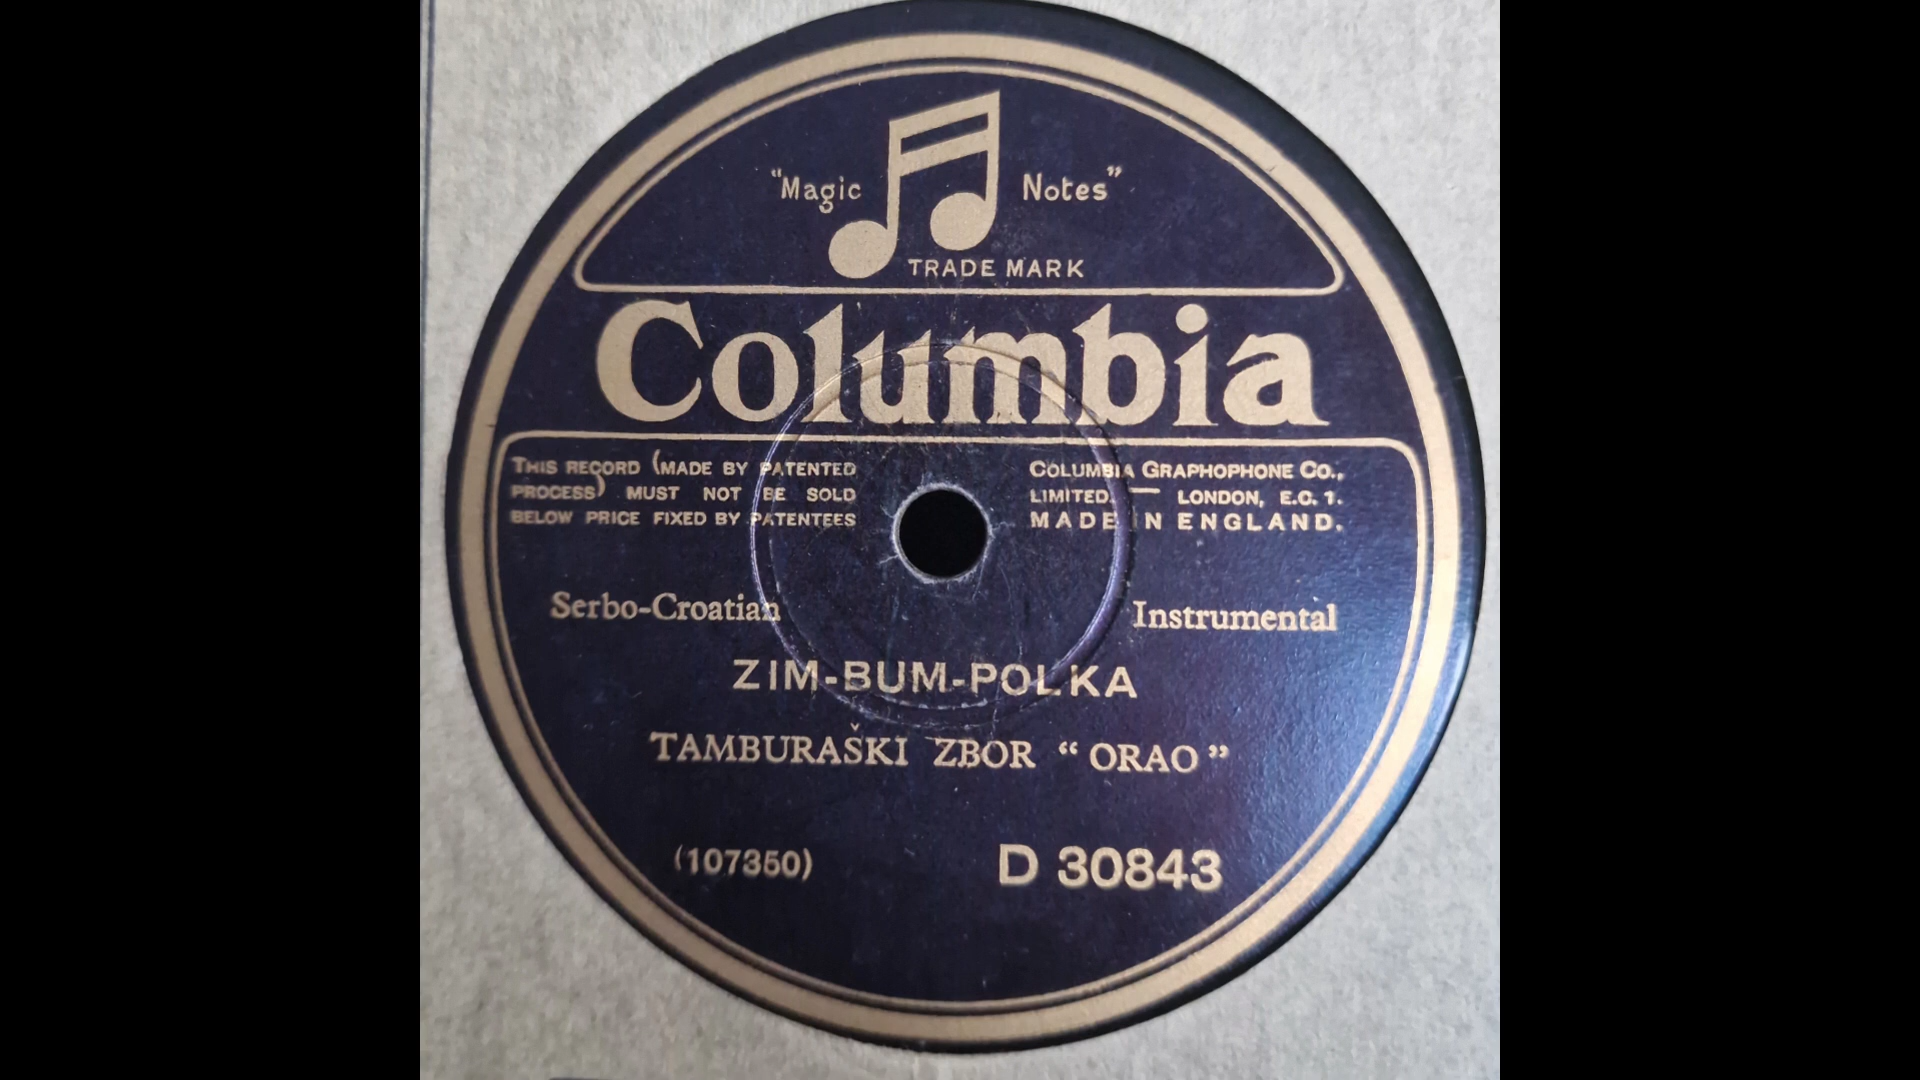 "Magic Notes"
TRADE MARK
Columbia
THIS RECORD (MADE BY PATENTED
PROCESS) MUST NOT BE SOLD
BELOW PRICE FIXED BY PATENTEES
COLUMBIA GRAPHOPHONE CO.,
LIMITED. — LONDON, E.C. 1.
MADE IN ENGLAND.
Serbo-Croatian
Instrumental
ZIM-BUM-POLKA
TAMBURAŠKI ZBOR “ ORAO ”
(107350)
D 30843